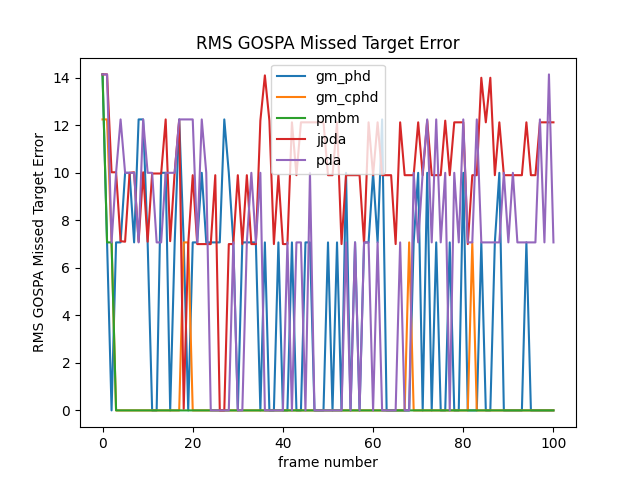 RMS GOSPA Missed Target Error
gm_phd
gm_cphd
pmbm
jpda
pda
14
12
10
8
6
4
2
0
RMS GOSPA Missed Target Error
0
20
40
60
80
100
frame number